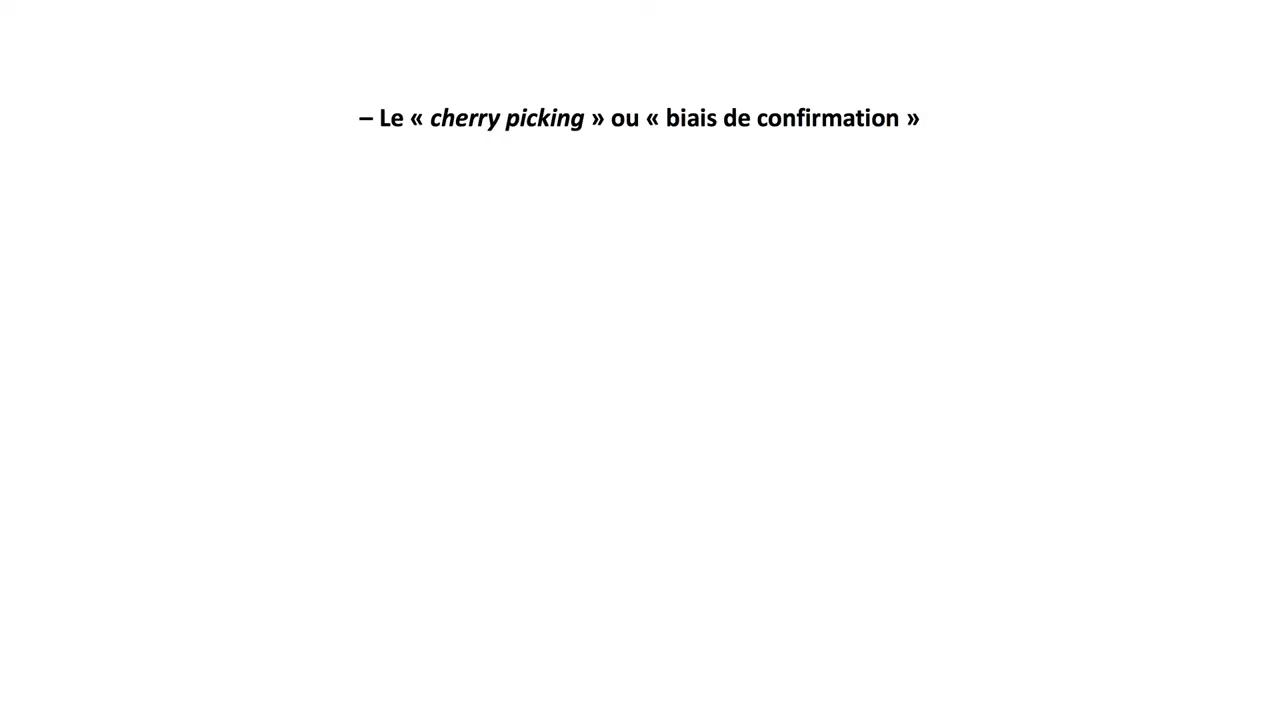 – Le « cherry picking » ou « biais de confirmation »